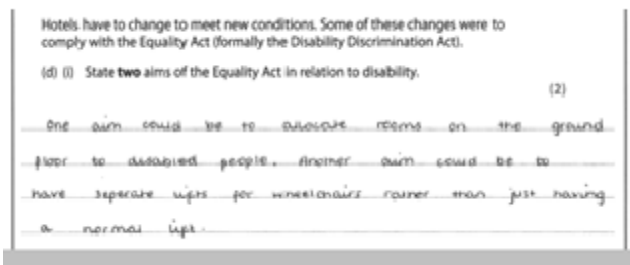 Hotels have to change to meet new conditions. Some of these changes were to
comply with the Equality Act (formally the Disability Discrimination Act).
(d) (i) State two aims of the Equality Act in relation to disability.
(2)
One aim could be to allocate rooms on the ground
floor to disabled people. Another aim could be to
have seperate lifts for wheelchairs rather than just having
a normal lift.